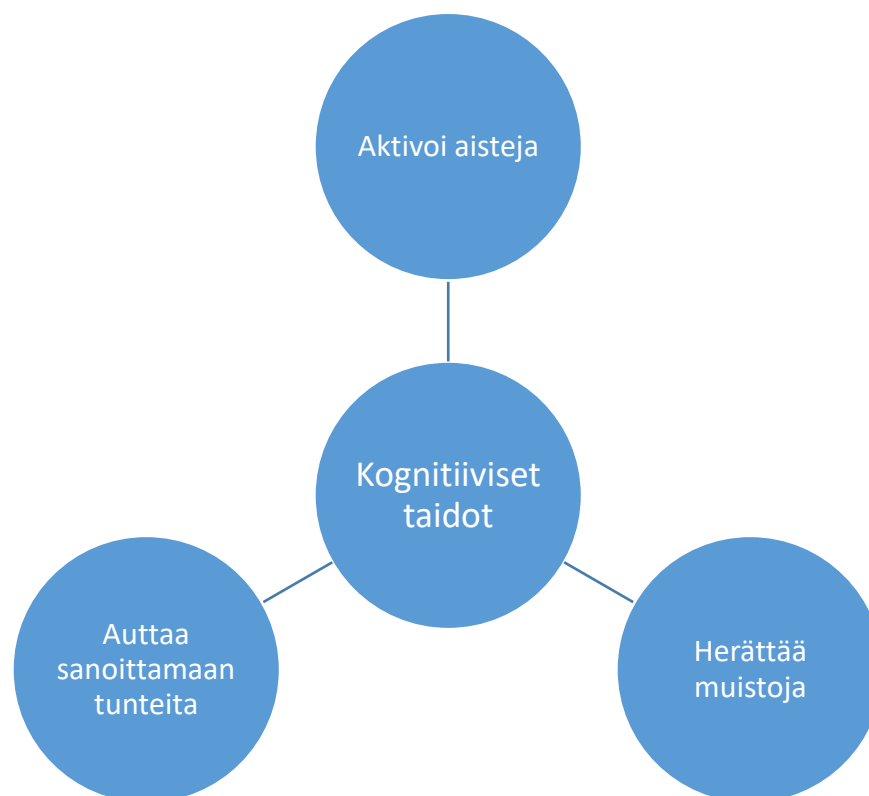 Aktivoi aisteja
Kognitiiviset
taidot
Auttaa
sanoittamaan
tunteita
Herättää
muistoja